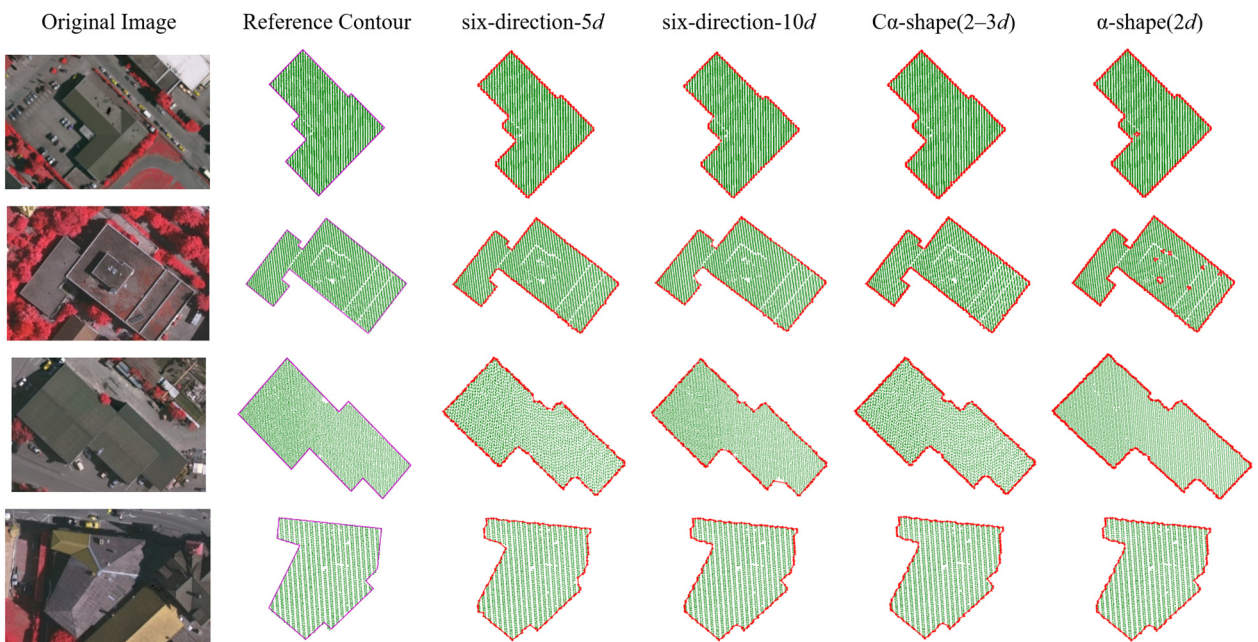 Original Image Reference Contour six-direction-5d six-direction-10d Cα-shape(2–3d) α-shape(2d)